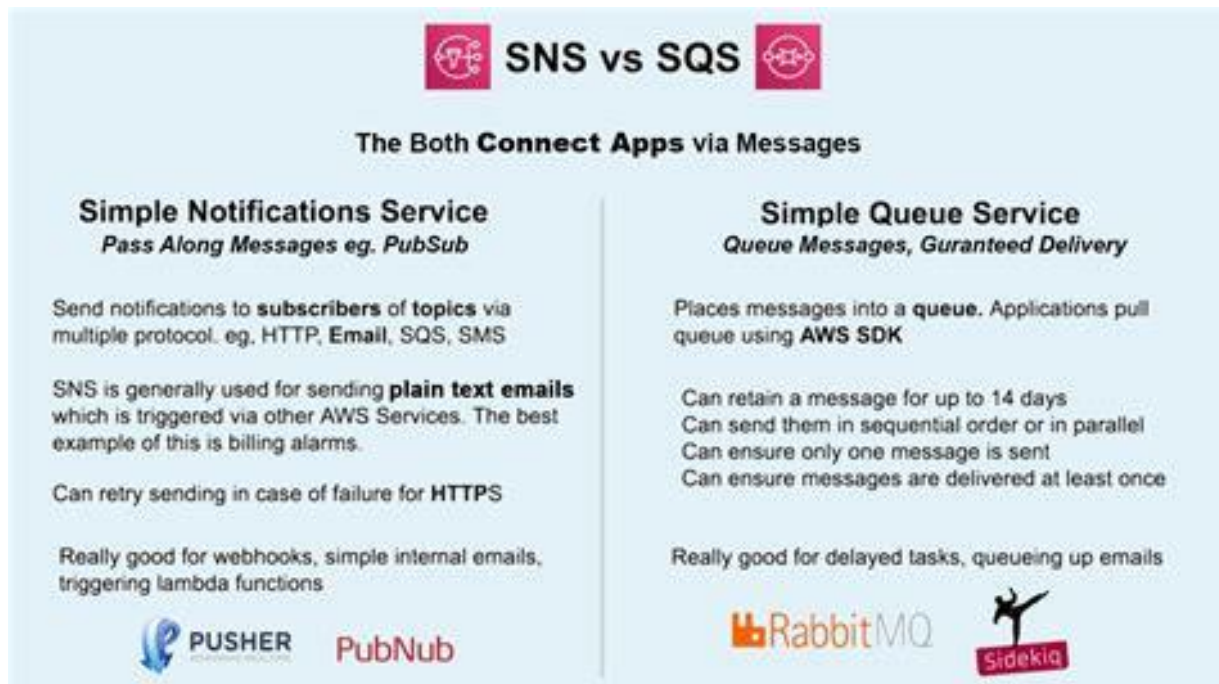 SNS vs SQS
The Both Connect Apps via Messages
Simple Notifications Service
Pass Along Messages eg. PubSub
Send notifications to subscribers of topics via
multiple protocol. eg, HTTP, Email, SQS, SMS
SNS is generally used for sending plain text emails
which is triggered via other AWS Services. The best
example of this is billing alarms.
Can retry sending in case of failure for HTTPS
Really good for webhooks, simple internal emails,
triggering lambda functions
PUSHER
PubNub
Simple Queue Service
Queue Messages, Guranteed Delivery
Places messages into a queue. Applications pull
queue using AWS SDK
Can retain a message for up to 14 days
Can send them in sequential order or in parallel
Can ensure only one message is sent
Can ensure messages are delivered at least once
Really good for delayed tasks, queueing up emails
RabbitMQ
Sidekiq